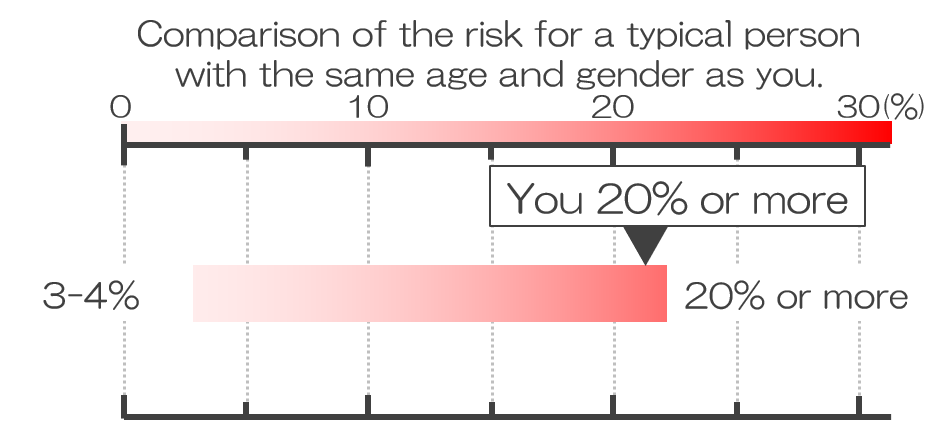 Comparison of the risk for a typical person
with the same age and gender as you.
0 10 20 30(%)
You 20% or more
3-4% 20% or more